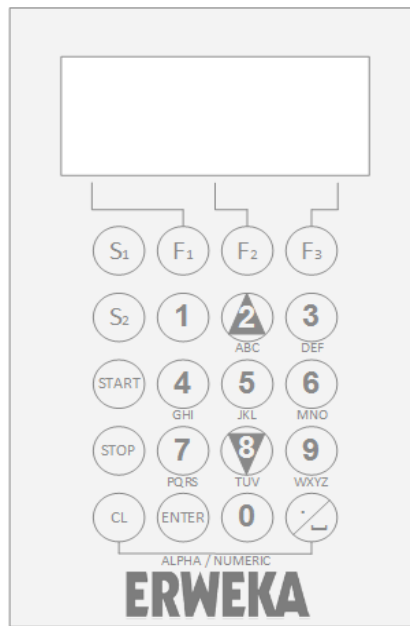 S₁ F₁ F₂ F₃
S₂ 1 2 3
ABC DEF
START 4 5 6
GHI JKL MNO
STOP 7 8 9
PQRS TUV WXYZ
CL ENTER 0 . ⎵
ALPHA / NUMERIC
ERWEKA